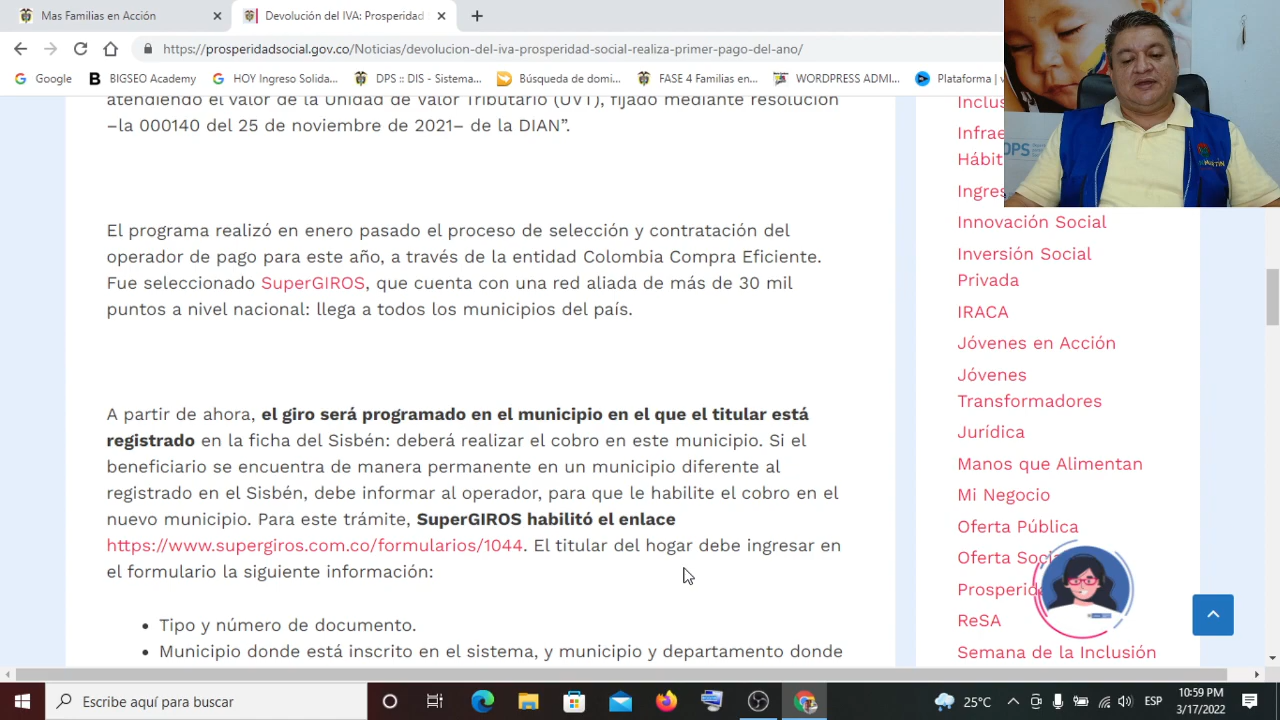 Mas Familias en Acción
Devolución del IVA: Prosperidad
https://prosperidadsocial.gov.co/Noticias/devolucion-del-iva-prosperidad-social-realiza-primer-pago-del-ano/
Google
BIGSEO Academy
HOY Ingreso Solida...
DPS :: DIS - Sistema...
Búsqueda de domi...
FASE 4 Familias en...
WORDPRESS ADMI...
Plataforma |
atendiendo el valor de la Unidad de Valor Tributario (UVT), fijado mediante resolución
–la 000140 del 25 de noviembre de 2021– de la DIAN”.
El programa realizó en enero pasado el proceso de selección y contratación del
operador de pago para este año, a través de la entidad Colombia Compra Eficiente.
Fue seleccionado SuperGIROS, que cuenta con una red aliada de más de 30 mil
puntos a nivel nacional: llega a todos los municipios del país.
A partir de ahora, el giro será programado en el municipio en el que el titular está
registrado en la ficha del Sisbén: deberá realizar el cobro en este municipio. Si el
beneficiario se encuentra de manera permanente en un municipio diferente al
registrado en el Sisbén, debe informar al operador, para que le habilite el cobro en el
nuevo municipio. Para este trámite, SuperGIROS habilitó el enlace
https://www.supergiros.com.co/formularios/1044. El titular del hogar debe ingresar en
el formulario la siguiente información:
• Tipo y número de documento.
• Municipio donde está inscrito en el sistema, y municipio y departamento donde
Inclus
Infrae
Hábit
Ingres
Innovación Social
Inversión Social
Privada
IRACA
Jóvenes en Acción
Jóvenes
Transformadores
Jurídica
Manos que Alimentan
Mi Negocio
Oferta Pública
Oferta Soci
Prosperid
ReSA
Semana de la Inclusión
DPS
Escribe aquí para buscar
25°C
ESP
10:59 PM
3/17/2022